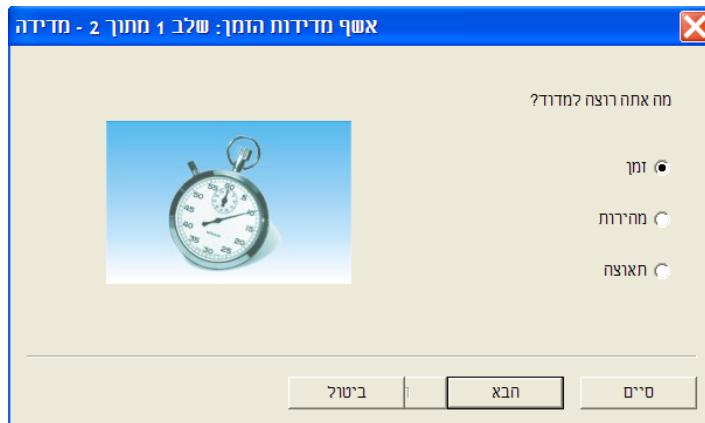 אשף מדידות הזמן: שלב 1 מתוך 2 - מדידה
מה אתה רוצה למדוד?
זמן
מהירות
תאוצה
סיים
הבא
ביטול